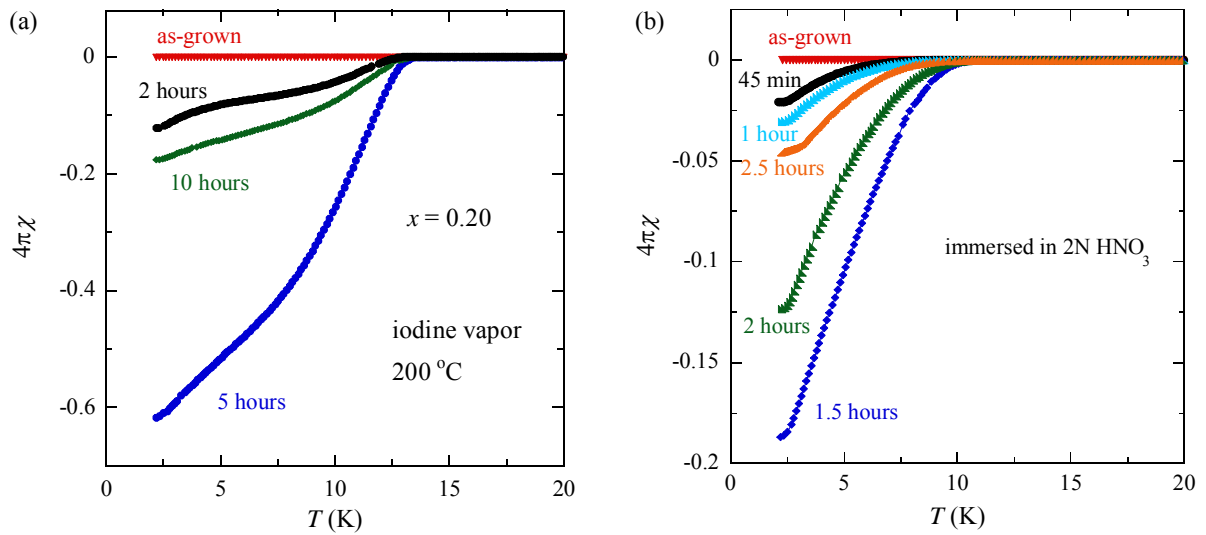 (a)
as-grown
0
2 hours
-0.2
10 hours
x = 0.20
4πχ
-0.4
iodine vapor
200 °C
5 hours
-0.6
0
5
10
15
20
T (K)
(b)
as-grown
0
45 min
1 hour
-0.05
2.5 hours
4πχ
-0.1
immersed in 2N HNO₃
2 hours
-0.15
1.5 hours
-0.2
0
5
10
15
20
T (K)